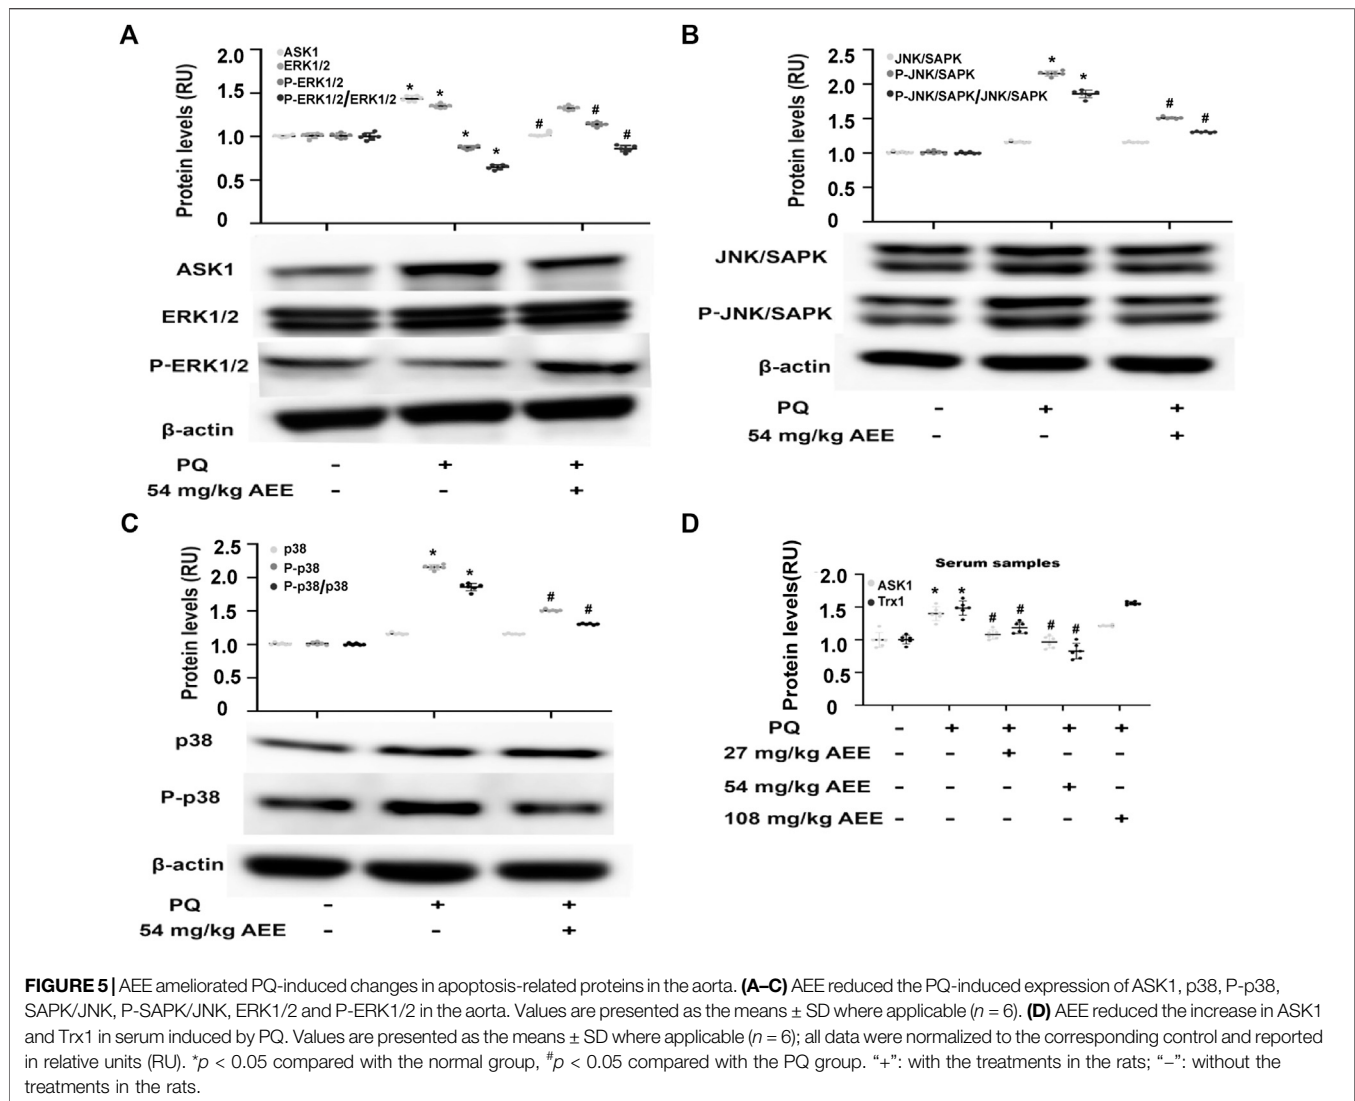 A
Protein levels (RU)
2.0
1.5
1.0
0.5
0
ASK1
ERK1/2
P-ERK1/2
P-ERK1/2/ERK1/2
* * * *
# # #
ASK1
ERK1/2
P-ERK1/2
β-actin
PQ – + +
54 mg/kg AEE – – +
B
Protein levels (RU)
2.5
2.0
1.5
1.0
0.5
0
JNK/SAPK
P-JNK/SAPK
P-JNK/SAPK/JNK/SAPK
* *
# #
JNK/SAPK
P-JNK/SAPK
β-actin
PQ – + +
54 mg/kg AEE – – +
C
Protein levels (RU)
2.5
2.0
1.5
1.0
0.5
0
p38
P-p38
P-p38/p38
* *
# #
p38
P-p38
β-actin
PQ – + +
54 mg/kg AEE – – +
D
Serum samples
Protein levels(RU)
2.0
1.5
1.0
0.5
0
ASK1
Trx1
* *
# # # #
PQ – + + + +
27 mg/kg AEE – – + – –
54 mg/kg AEE – – – + –
108 mg/kg AEE – – – – +
FIGURE 5 | AEE ameliorated PQ-induced changes in apoptosis-related proteins in the aorta. (A–C) AEE reduced the PQ-induced expression of ASK1, p38, P-p38,
SAPK/JNK, P-SAPK/JNK, ERK1/2 and P-ERK1/2 in the aorta. Values are presented as the means ± SD where applicable (n = 6). (D) AEE reduced the increase in ASK1
and Trx1 in serum induced by PQ. Values are presented as the means ± SD where applicable (n = 6); all data were normalized to the corresponding control and reported
in relative units (RU). *p < 0.05 compared with the normal group, #p < 0.05 compared with the PQ group. “+”: with the treatments in the rats; “–”: without the
treatments in the rats.